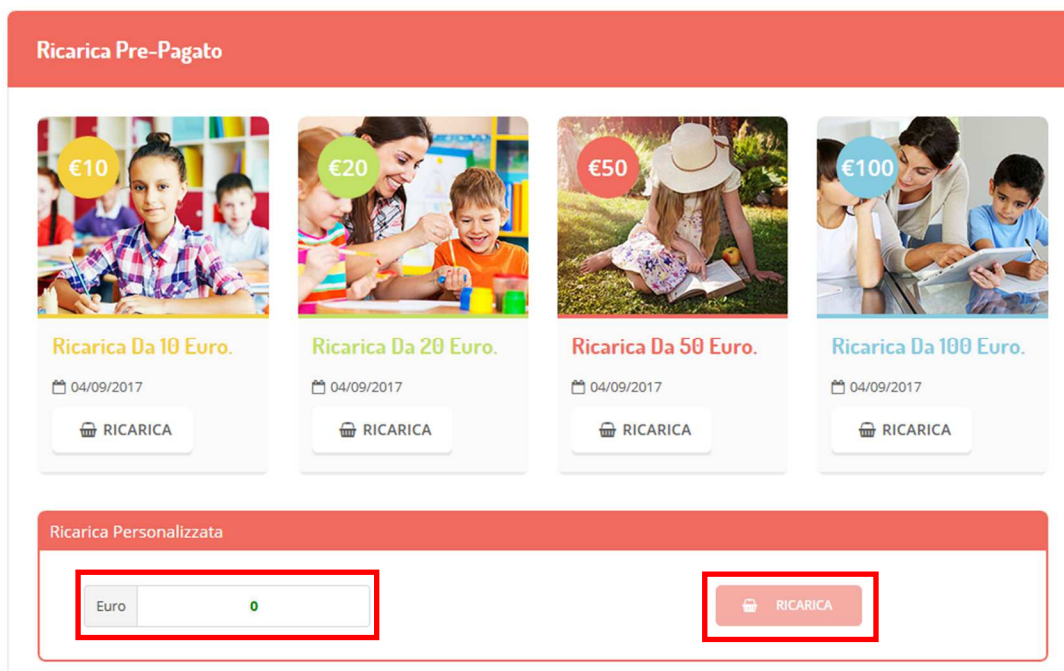 Ricarica Pre-Pagato
€10
€20
€50
€100
Ricarica Da 10 Euro.
Ricarica Da 20 Euro.
Ricarica Da 50 Euro.
Ricarica Da 100 Euro.
04/09/2017
04/09/2017
04/09/2017
04/09/2017
RICARICA
RICARICA
RICARICA
RICARICA
Ricarica Personalizzata
Euro 0
RICARICA